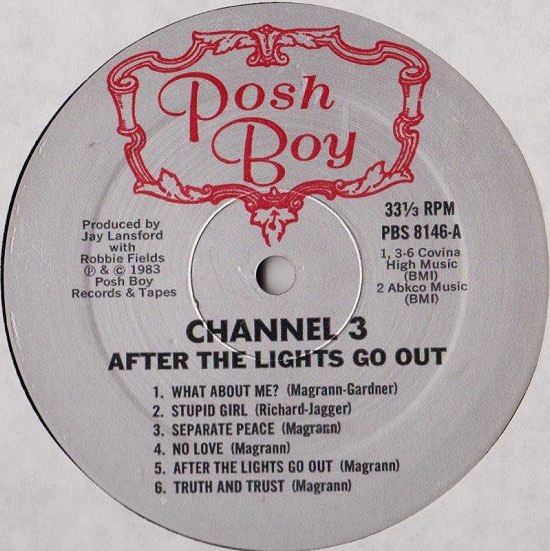 Posh
Boy
Produced by
Jay Lansford
with
Robbie Fields
℗ & © 1983
Posh Boy
Records & Tapes
33⅓ RPM
PBS 8146-A
1, 3-6 Covina
High Music
(BMI)
2 Abkco Music
(BMI)
CHANNEL 3
AFTER THE LIGHTS GO OUT
1. WHAT ABOUT ME? (Magrann-Gardner)
2. STUPID GIRL (Richard-Jagger)
3. SEPARATE PEACE (Magrann)
4. NO LOVE (Magrann)
5. AFTER THE LIGHTS GO OUT (Magrann)
6. TRUTH AND TRUST (Magrann)